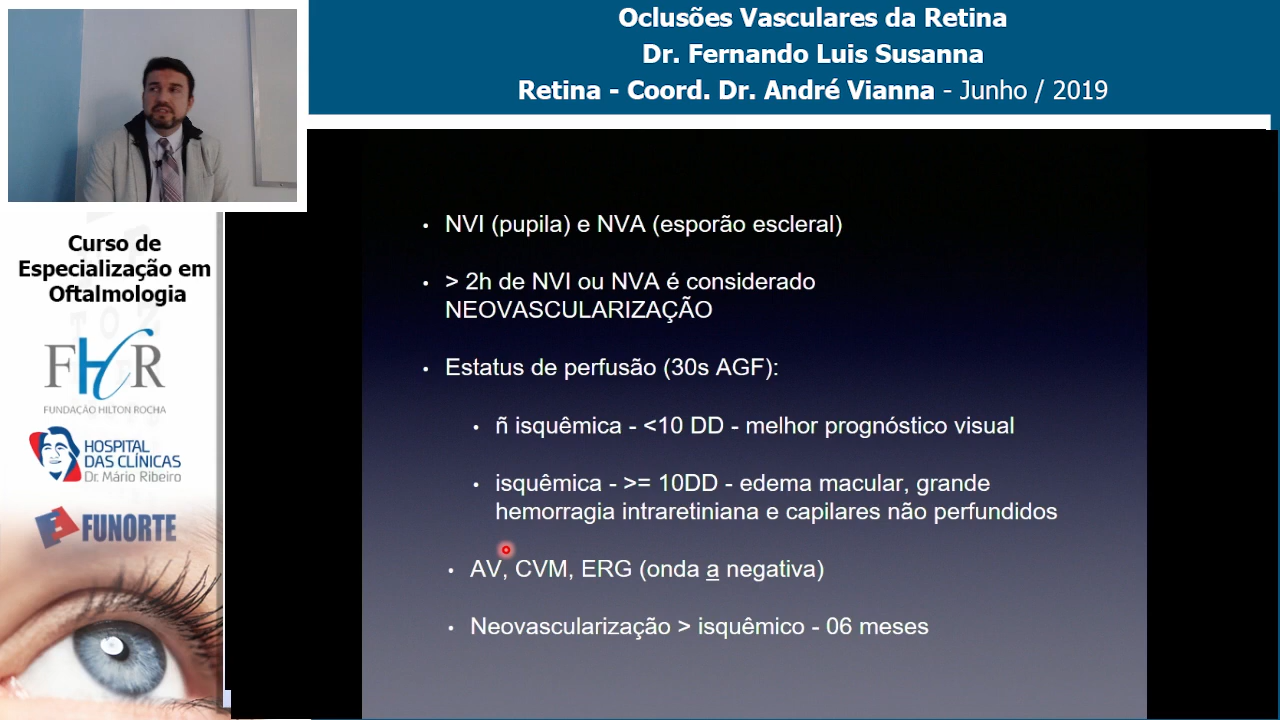 Oclusões Vasculares da Retina
Dr. Fernando Luis Susanna
Retina - Coord. Dr. André Vianna - Junho / 2019
Curso de
Especialização em
Oftalmologia
FHR
FUNDAÇÃO HILTON ROCHA
HOSPITAL
DAS CLÍNICAS
Dr. Mário Ribeiro
FUNORTE
• NVI (pupila) e NVA (esporão escleral)
• > 2h de NVI ou NVA é considerado
NEOVASCULARIZAÇÃO
• Estatus de perfusão (30s AGF):
• ñ isquêmica - <10 DD - melhor prognóstico visual
• isquêmica - >= 10DD - edema macular, grande
hemorragia intraretiniana e capilares não perfundidos
• AV, CVM, ERG (onda a negativa)
• Neovascularização > isquêmico - 06 meses